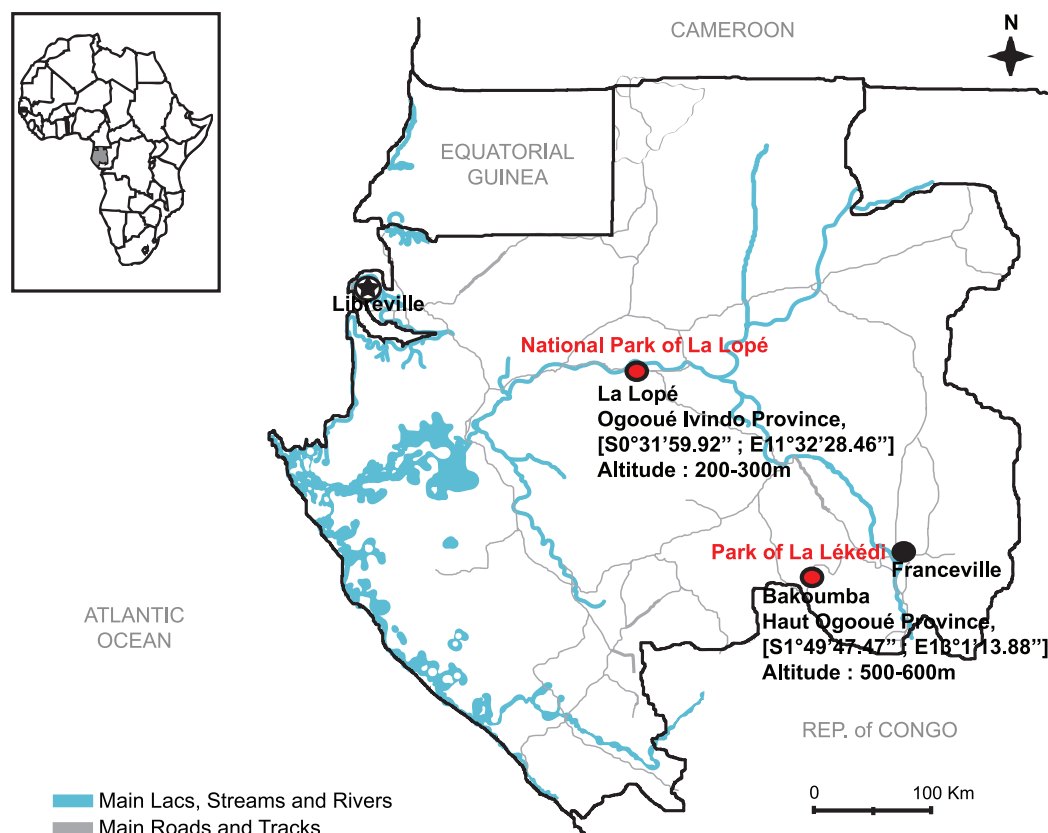 CAMEROON
N
EQUATORIAL
GUINEA
Libreville
National Park of La Lopé
La Lopé
Ogooué Ivindo Province,
[S0°31’59.92” ; E11°32’28.46”]
Altitude : 200-300m
Park of La Lékédi
Franceville
Bakoumba
Haut Ogooué Province,
[S1°49’47.47” ; E13°1’13.88”]
Altitude : 500-600m
ATLANTIC
OCEAN
REP. of CONGO
Main Lacs, Streams and Rivers
Main Roads and Tracks
0 100 Km